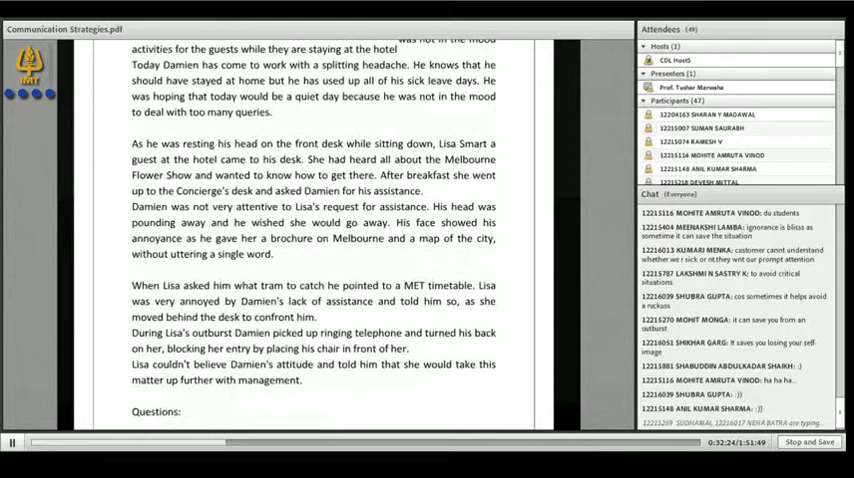 Communication Strategies.pdf
IMT
was not in the mood
activities for the guests while they are staying at the hotel
Today Damien has come to work with a splitting headache. He knows that he
should have stayed at home but he has used up all of his sick leave days. He
was hoping that today would be a quiet day because he was not in the mood
to deal with too many queries.
As he was resting his head on the front desk while sitting down, Lisa Smart a
guest at the hotel came to his desk. She had heard all about the Melbourne
Flower Show and wanted to know how to get there. After breakfast she went
up to the Concierge's desk and asked Damien for his assistance.
Damien was not very attentive to Lisa's request for assistance. His head was
pounding away and he wished she would go away. His face showed his
annoyance as he gave her a brochure on Melbourne and a map of the city,
without uttering a single word.
When Lisa asked him what tram to catch he pointed to a MET timetable. Lisa
was very annoyed by Damien's lack of assistance and told him so, as she
moved behind the desk to confront him.
During Lisa's outburst Damien picked up ringing telephone and turned his back
on her, blocking her entry by placing his chair in front of her.
Lisa couldn't believe Damien's attitude and told him that she would take this
matter up further with management.
Questions:
Attendees (49)
Hosts (1)
CDL Host5
Presenters (1)
Prof. Tushar Marwaha
Participants (47)
12204163 SHARAN Y MADAWAL
12215007 SUMAN SAURABH
12215074 RAMESH V
12215116 MOHITE AMRUTA VINOD
12215148 ANIL KUMAR SHARMA
12215218 DEVESH MITTAL
Chat (Everyone)
12215116 MOHITE AMRUTA VINOD: du students
12215404 MEENAKSHI LAMBA: ignorance is blisss as
sometime it can save the situation
12216013 KUMARI MENKA: customer cannt understand
whether we r sick or nt.they wnt our prompt attention
12215787 LAKSHMI N SASTRY K: to avoid critical
situations
12216039 SHUBRA GUPTA: cos sometimes it helps avoid
a ruckuss
12215270 MOHIT MONGA: it can save you from an
outburst
12216051 SHIKHAR GARG: It saves you losing your self-
image
12215881 SHABUDDIN ABDULKADAR SHAIKH: :)
12215116 MOHITE AMRUTA VINOD: ha ha ha..
12216039 SHUBRA GUPTA: :))
12215148 ANIL KUMAR SHARMA: :))
12215269 SUDHAMAI, 12216017 NEHA BATRA are typing...
0:32:24/1:51:49
Stop and Save